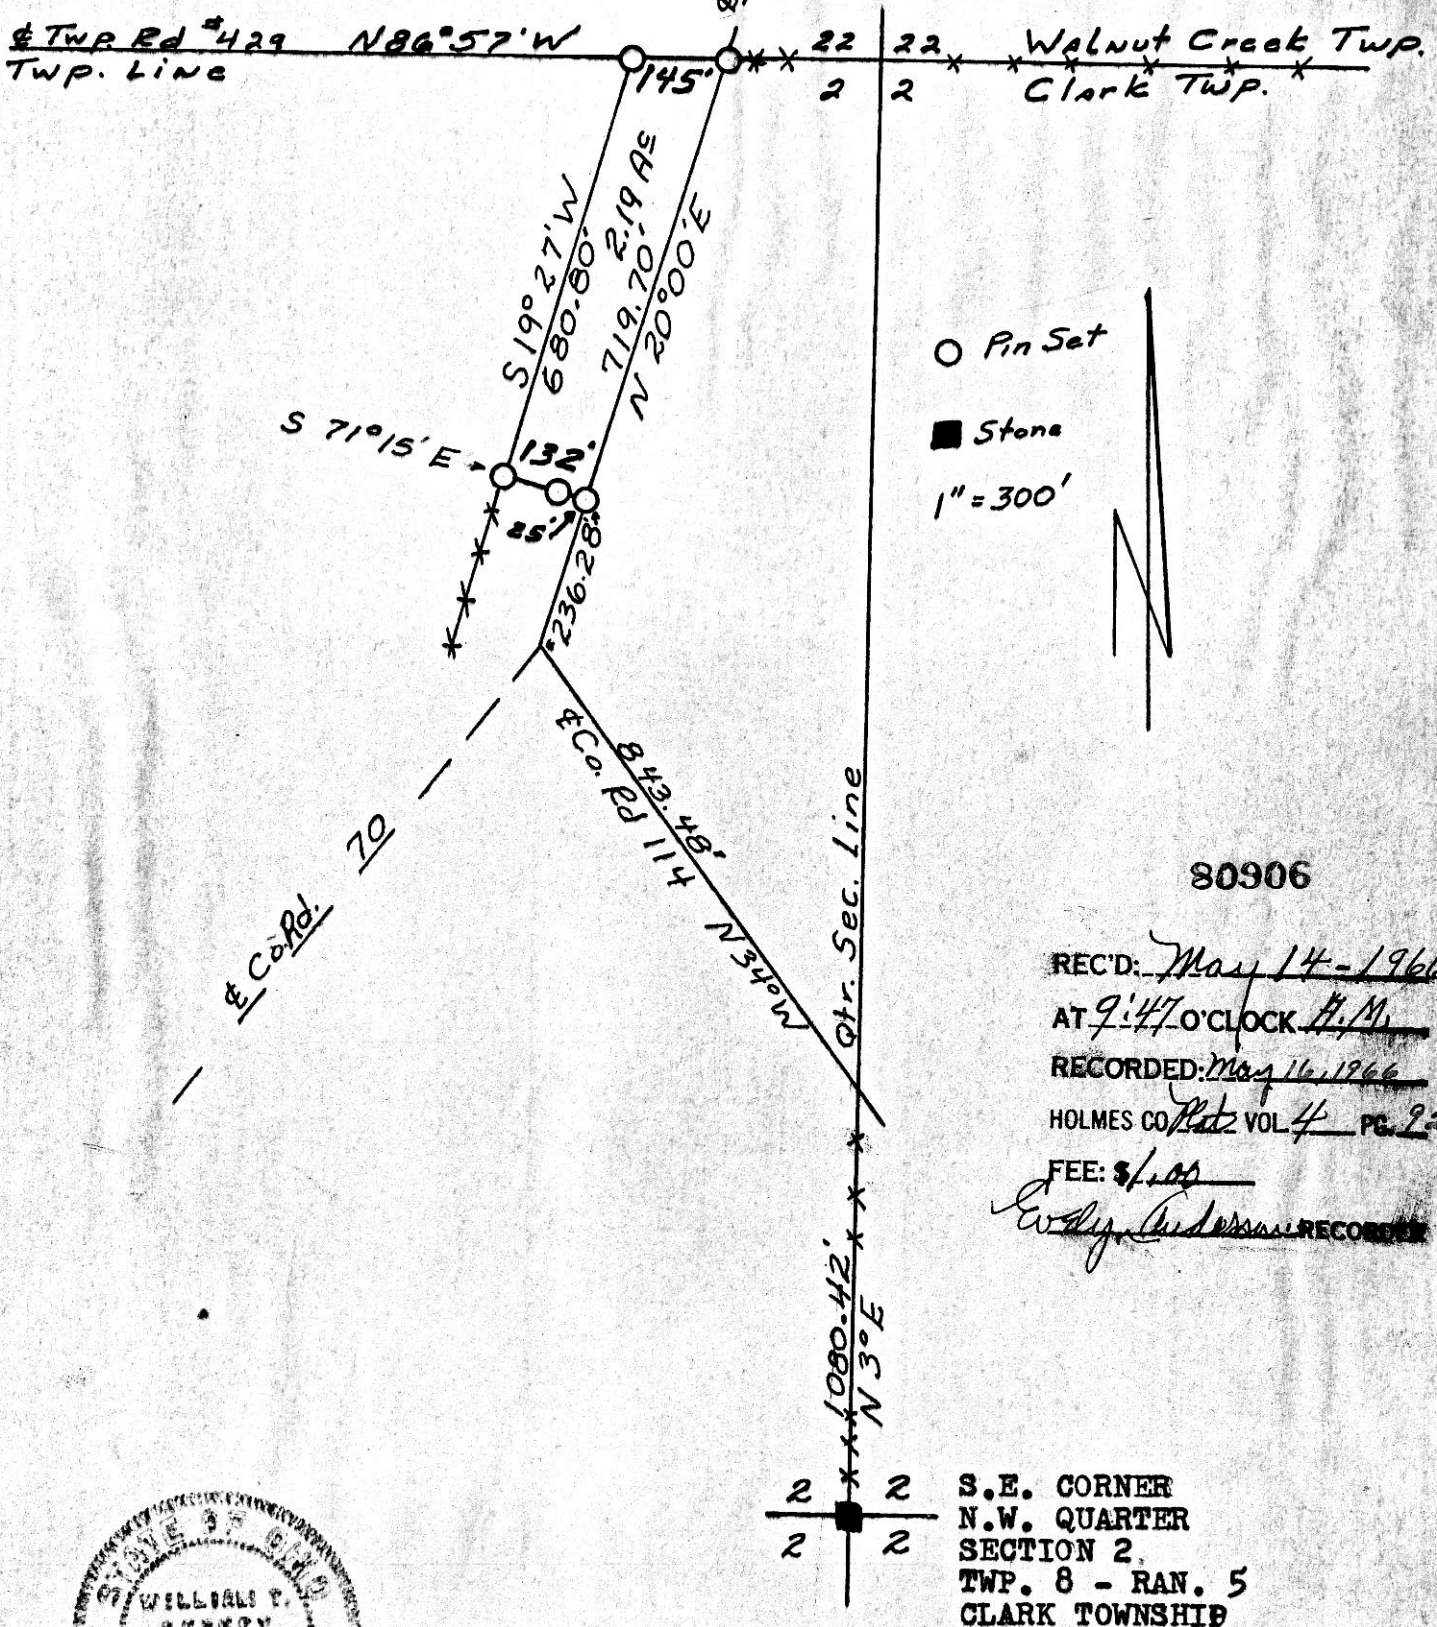 ℄ Twp. Rd #429 N86°57'W
Twp. Line
145'
22 22
2 2
Walnut Creek Twp.
Clark Twp.
S 19° 27' W
680.80'
2.19 Ac
719.70'
N 20°00'E
S 71°15' E
132'
25'
236.28'
○ Pin Set
■ Stone
1" = 300'
N
843.48'
℄ Co. Rd 114
N34°W
℄ Co. Rd. 70
Qtr. Sec. Line
80906
REC'D: May 14 - 1966
AT 9:47 O'CLOCK A.M.
RECORDED: May 16, 1966
HOLMES CO. Plat VOL 4 PG.
FEE: $1.00
RECORDER
1080.42'
N 3° E
2 2
2 2
S.E. CORNER
N.W. QUARTER
SECTION 2
TWP. 8 - RAN. 5
CLARK TOWNSHIP
STATE OF OHIO
WILLIAM T.